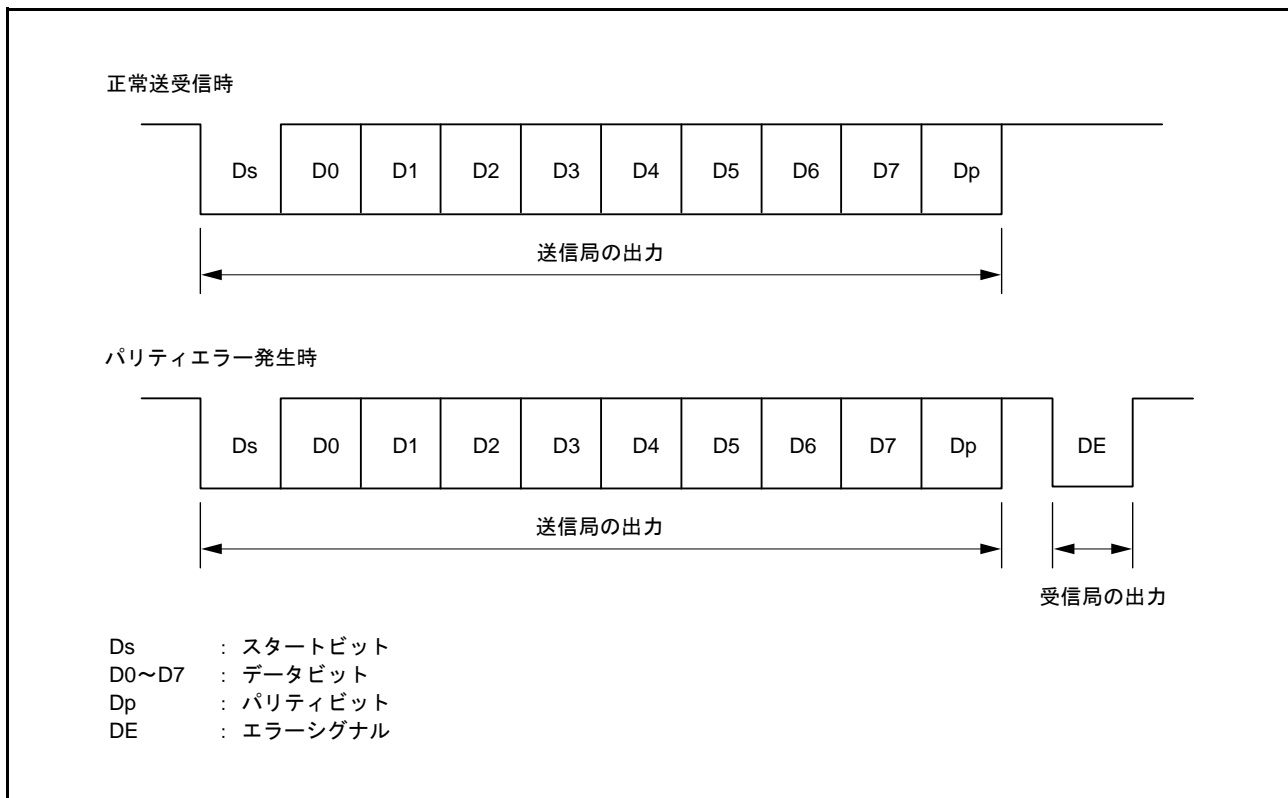 正常送受信時
Ds D0 D1 D2 D3 D4 D5 D6 D7 Dp
送信局の出力
パリティエラー発生時
Ds D0 D1 D2 D3 D4 D5 D6 D7 Dp DE
送信局の出力
受信局の出力
Ds : スタートビット
D0～D7 : データビット
Dp : パリティビット
DE : エラーシグナル